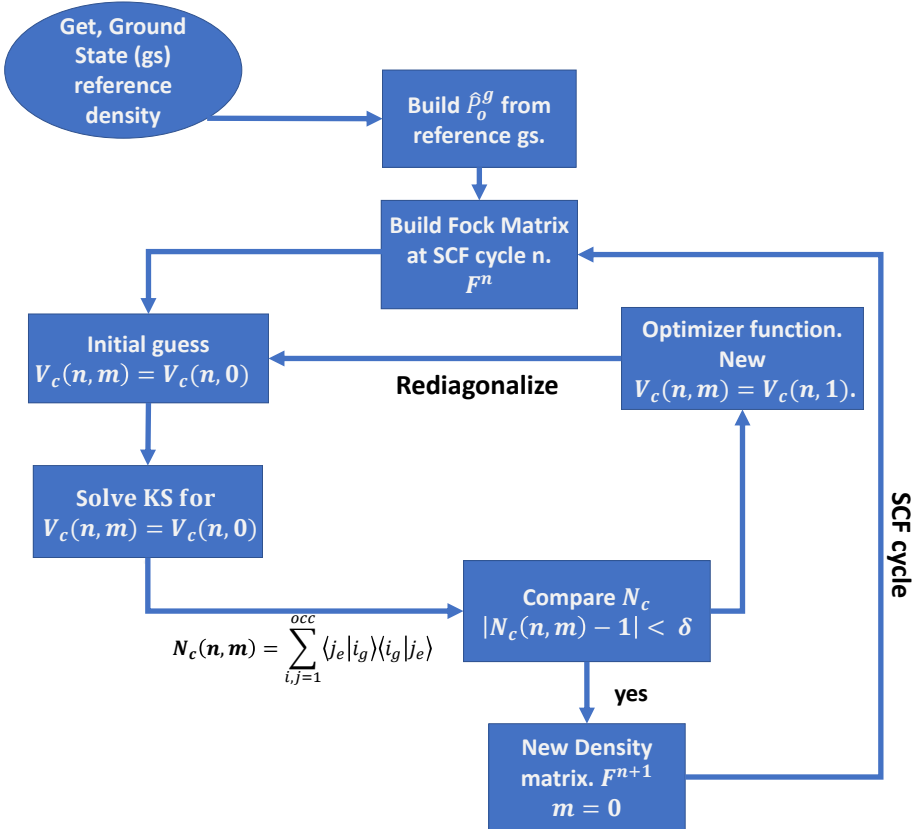 Get, Ground
State (gs)
reference
density
Build P̂ₒᵍ from
reference gs.
Build Fock Matrix
at SCF cycle n.
Fⁿ
Initial guess
V_c(n, m) = V_c(n, 0)
Optimizer function.
New
V_c(n, m) = V_c(n, 1).
Rediagonalize
Solve KS for
V_c(n, m) = V_c(n, 0)
SCF cycle
Compare N_c
|N_c(n, m) − 1| < δ
N_c(n, m) = ∑_{i,j=1}^{occ} ⟨j_e|i_g⟩⟨i_g|j_e⟩
yes
New Density
matrix. Fⁿ⁺¹
m = 0